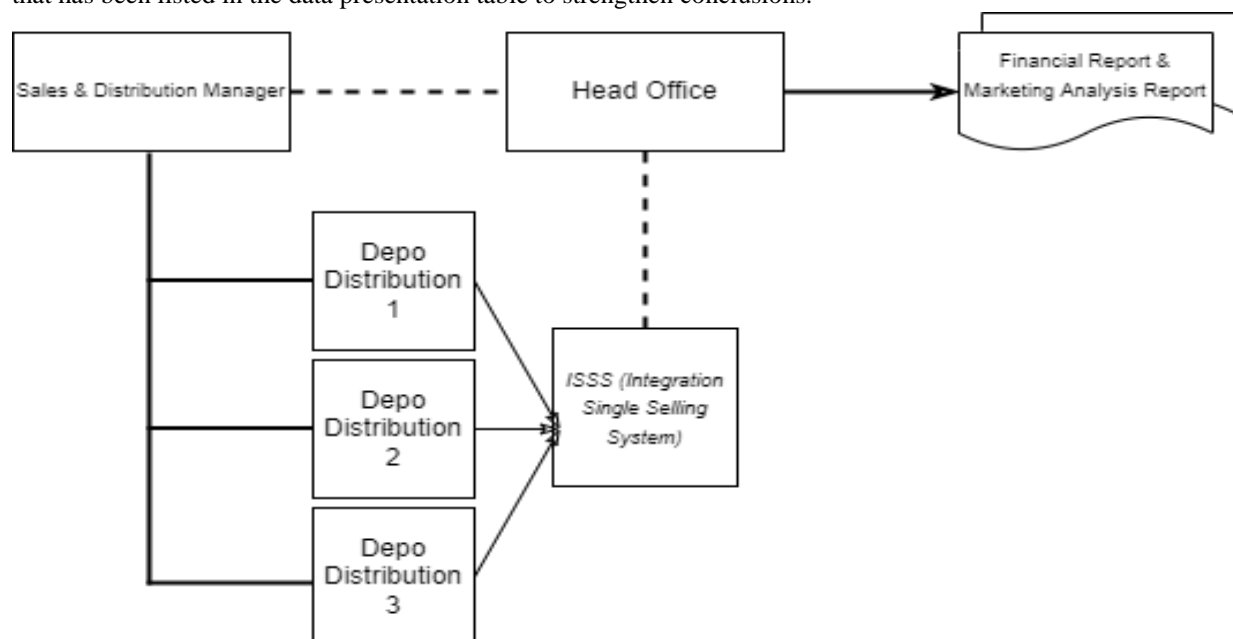 that has been listed in the data presentation table to strengthen conclusions.
Sales & Distribution Manager
Head Office
Financial Report &
Marketing Analysis Report
Depo
Distribution
1
Depo
Distribution
2
Depo
Distribution
3
ISSS (Integration
Single Selling
System)